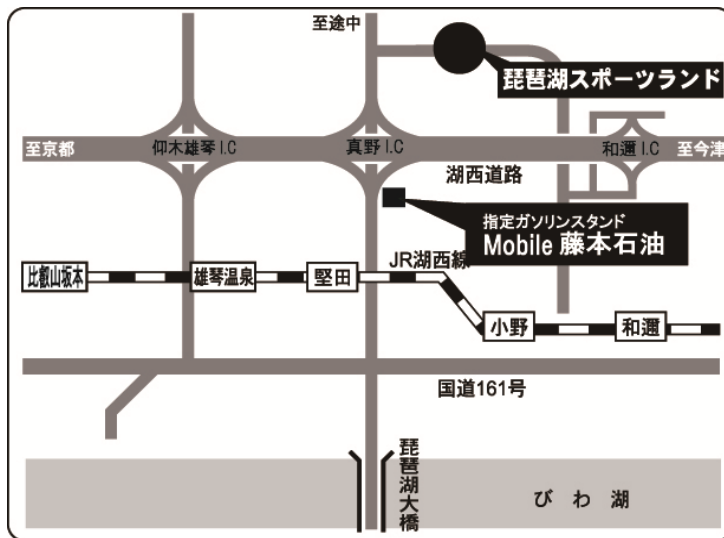 至途中
琵琶湖スポーツランド
至京都
仰木雄琴 I.C
真野 I.C
和邇 I.C
至今津
湖西道路
指定ガソリンスタンド
Mobile 藤本石油
JR湖西線
比叡山坂本
雄琴温泉
堅田
小野
和邇
国道161号
琵琶湖大橋
びわ湖